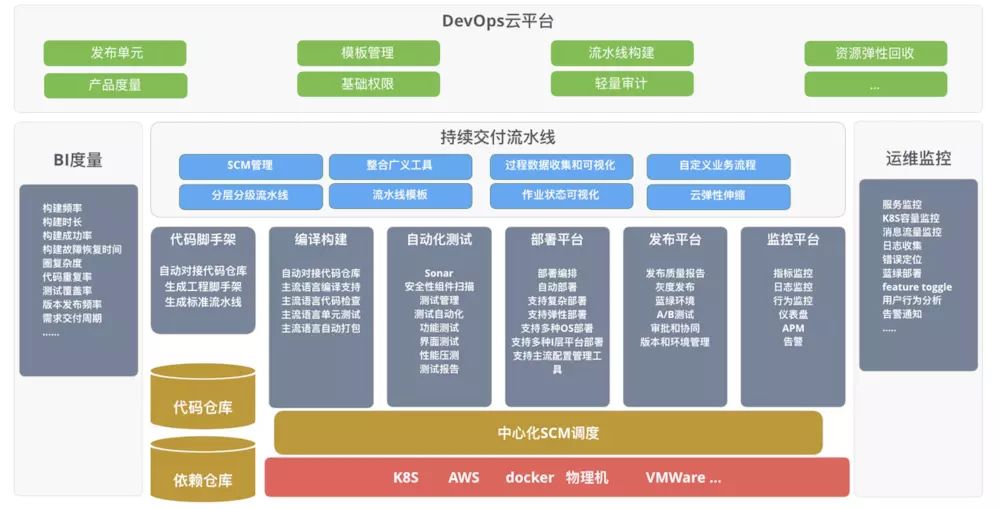 DevOps云平台
发布单元
模板管理
流水线构建
资源弹性回收
产品度量
基础权限
轻量审计
...
BI度量
构建频率
构建时长
构建成功率
构建故障恢复时间
圈复杂度
代码重复率
测试覆盖率
版本发布频率
需求交付周期
......
持续交付流水线
SCM管理
整合广义工具
过程数据收集和可视化
自定义业务流程
分层分级流水线
流水线模板
作业状态可视化
云弹性伸缩
代码脚手架
自动对接代码仓库
生成工程脚手架
生成标准流水线
编译构建
自动对接代码仓库
主流语言编译支持
主流语言代码检查
主流语言单元测试
主流语言自动打包
自动化测试
Sonar
安全性组件扫描
测试管理
测试自动化
功能测试
界面测试
性能压测
测试报告
部署平台
部署编排
自动部署
支持复杂部署
支持弹性部署
支持多种OS部署
支持多种I层平台部署
支持主流配置管理工
具
发布平台
发布质量报告
灰度发布
蓝绿环境
A/B测试
审批和协同
版本和环境管理
监控平台
指标监控
日志监控
行为监控
仪表盘
APM
告警
运维监控
服务监控
K8S容量监控
消息流量监控
日志收集
错误定位
蓝绿部署
feature toggle
用户行为分析
告警通知
.....
代码仓库
依赖仓库
中心化SCM调度
K8S AWS docker 物理机 VMWare ...